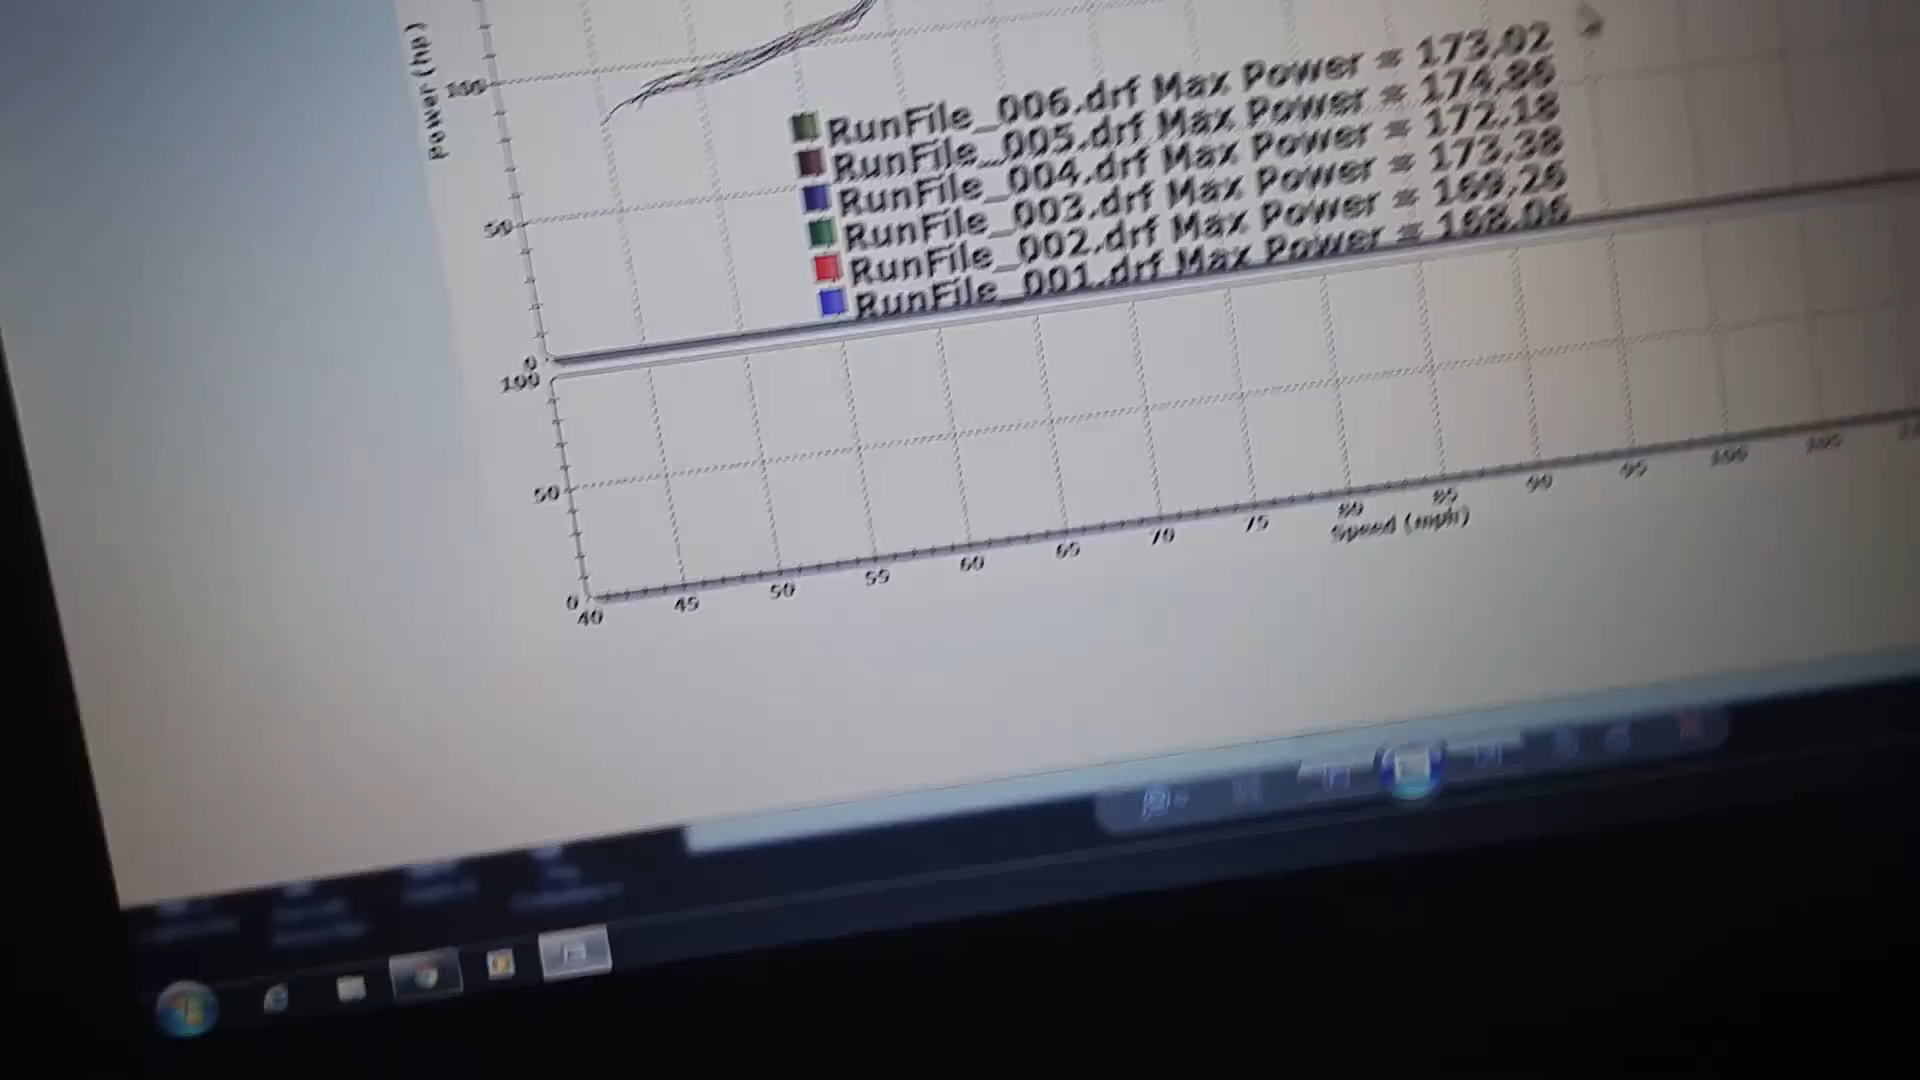 Power (hp)
100
50
0
RunFile_006.drf Max Power = 173.02
RunFile_005.drf Max Power = 174.86
RunFile_004.drf Max Power = 172.18
RunFile_003.drf Max Power = 173.38
RunFile_002.drf Max Power = 169.26
RunFile_001.drf Max Power = 168.06
100
50
0
40 45 50 55 60 65 70 75 80 85 90 95 100 105
Speed (mph)